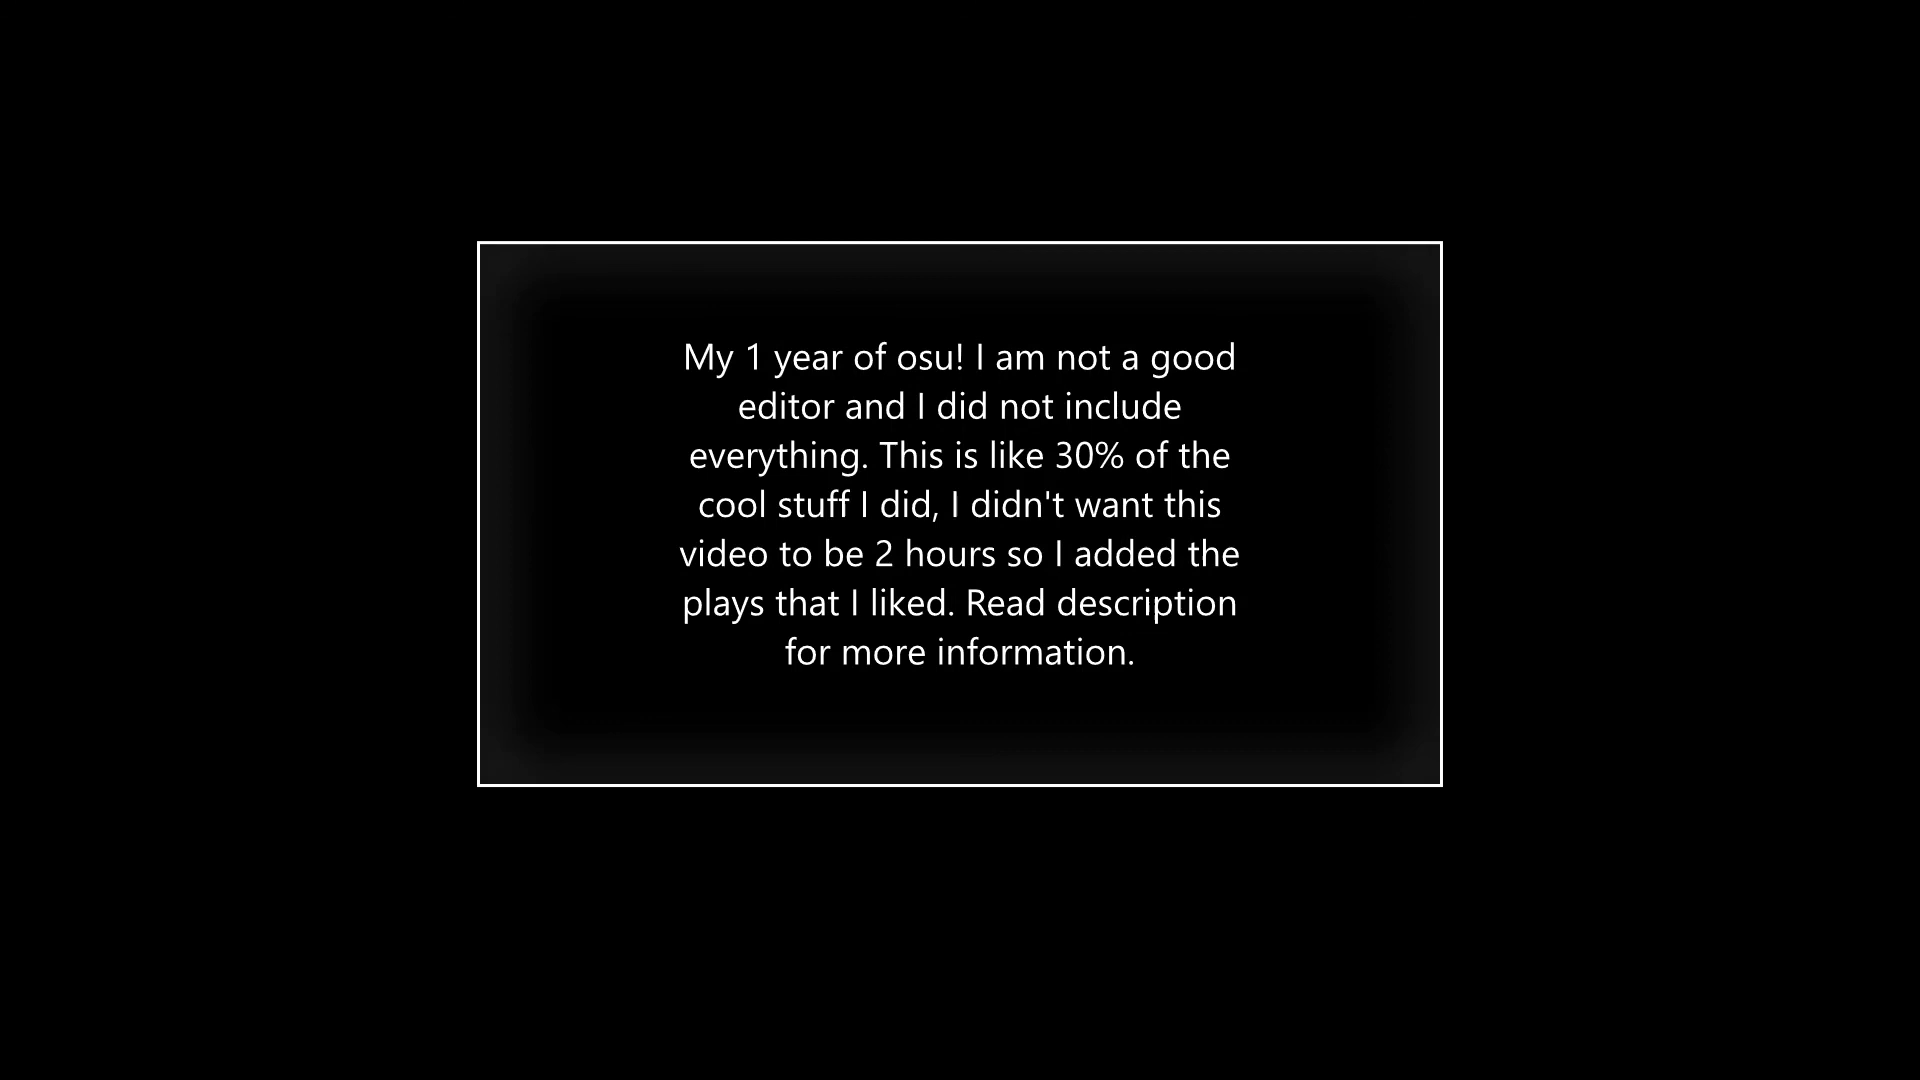 My 1 year of osu! I am not a good
editor and I did not include
everything. This is like 30% of the
cool stuff I did, I didn't want this
video to be 2 hours so I added the
plays that I liked. Read description
for more information.